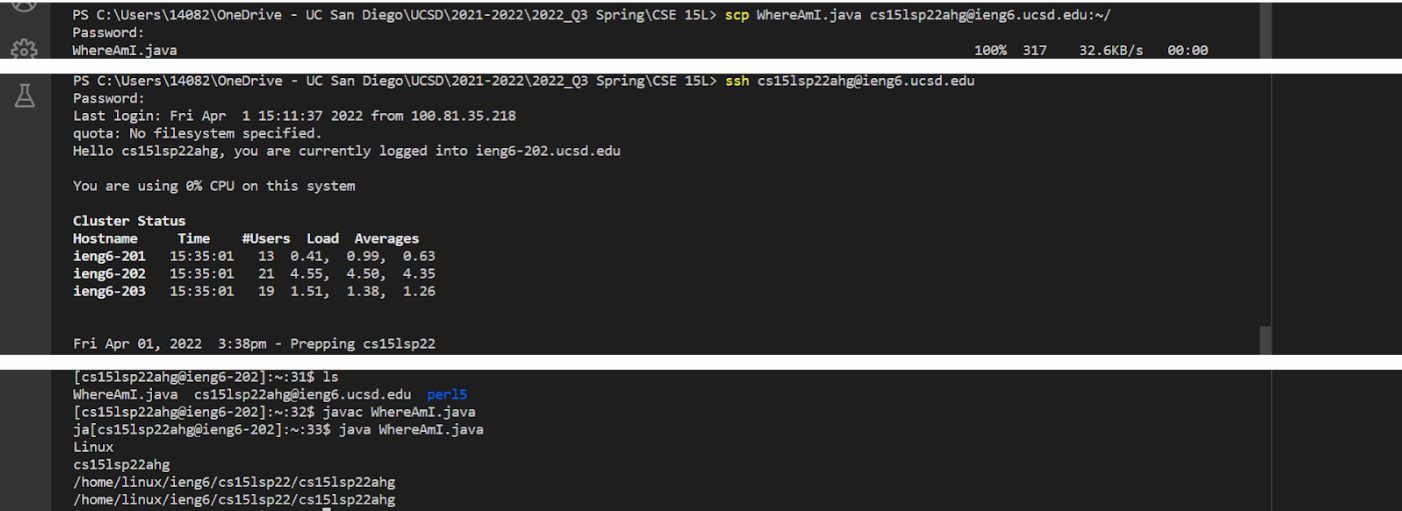 PS C:\Users\14082\OneDrive - UC San Diego\UCSD\2021-2022\2022_Q3 Spring\CSE 15L> scp WhereAmI.java cs15lsp22ahg@ieng6.ucsd.edu:~/
Password:
WhereAmI.java 100% 317 32.6KB/s 00:00
PS C:\Users\14082\OneDrive - UC San Diego\UCSD\2021-2022\2022_Q3 Spring\CSE 15L> ssh cs15lsp22ahg@ieng6.ucsd.edu
Password:
Last login: Fri Apr  1 15:11:37 2022 from 100.81.35.218
quota: No filesystem specified.
Hello cs15lsp22ahg, you are currently logged into ieng6-202.ucsd.edu
You are using 0% CPU on this system
Cluster Status
Hostname Time #Users Load Averages
ieng6-201 15:35:01 13 0.41, 0.99, 0.63
ieng6-202 15:35:01 21 4.55, 4.50, 4.35
ieng6-203 15:35:01 19 1.51, 1.38, 1.26
Fri Apr 01, 2022  3:38pm - Prepping cs15lsp22
[cs15lsp22ahg@ieng6-202]:~:31$ ls
WhereAmI.java  cs15lsp22ahg@ieng6.ucsd.edu  perl5
[cs15lsp22ahg@ieng6-202]:~:32$ javac WhereAmI.java
ja[cs15lsp22ahg@ieng6-202]:~:33$ java WhereAmI.java
Linux
cs15lsp22ahg
/home/linux/ieng6/cs15lsp22/cs15lsp22ahg
/home/linux/ieng6/cs15lsp22/cs15lsp22ahg